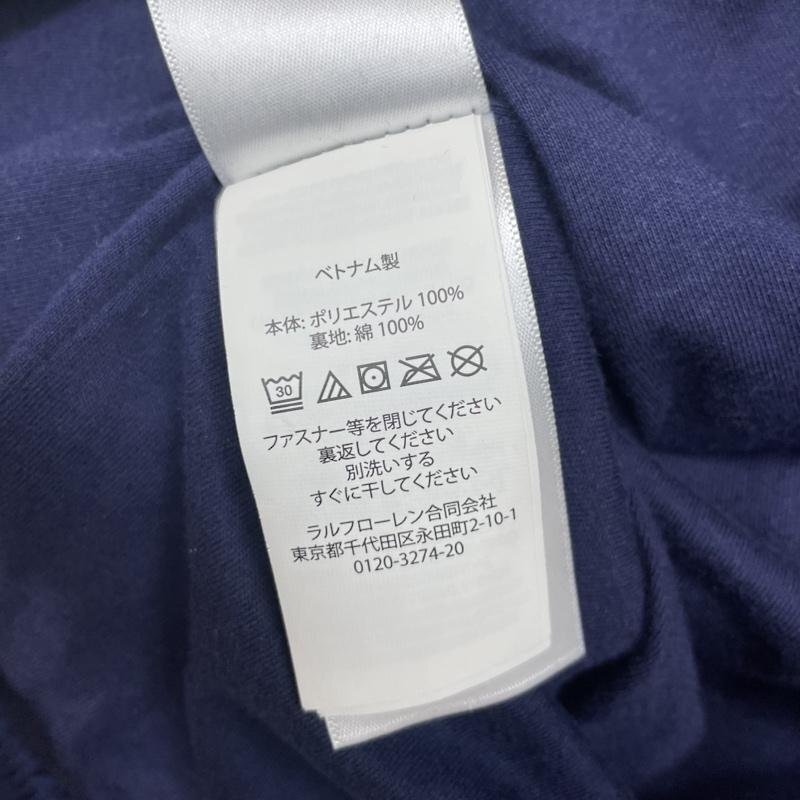 ベトナム製
本体: ポリエステル 100%
裏地: 綿 100%
30
ファスナー等を閉じてください
裏返してください
別洗いする
すぐに干してください
ラルフローレン合同会社
東京都千代田区永田町2-10-1
0120-3274-20